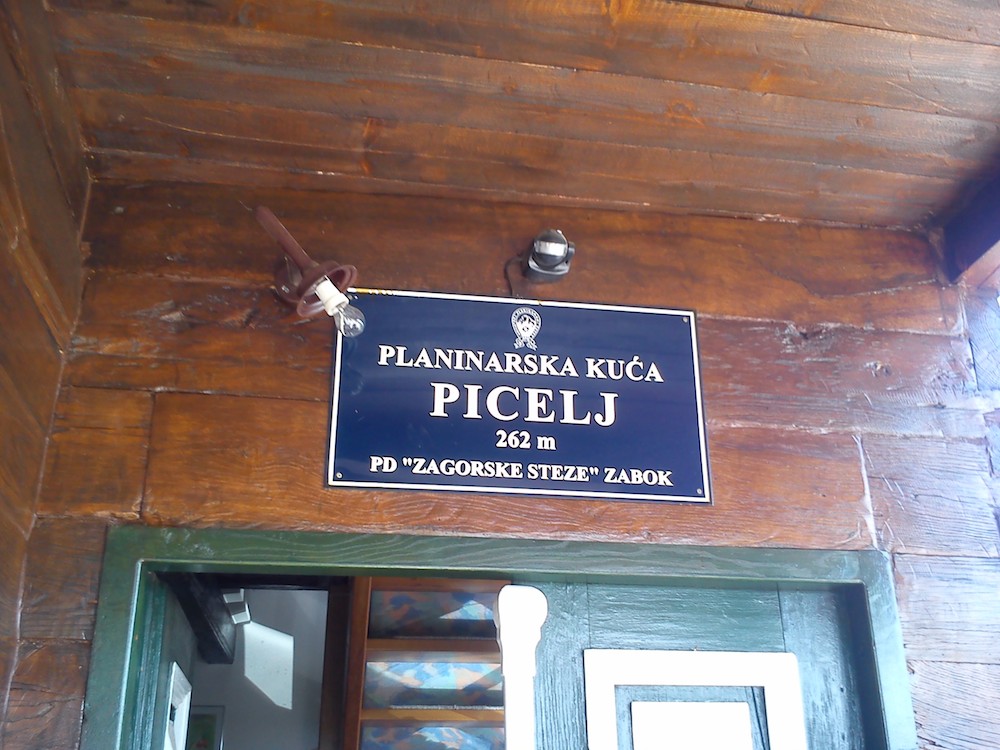 PLANINARSKA KUĆA
PICELJ
262 m
PD "ZAGORSKE STEZE" ZABOK